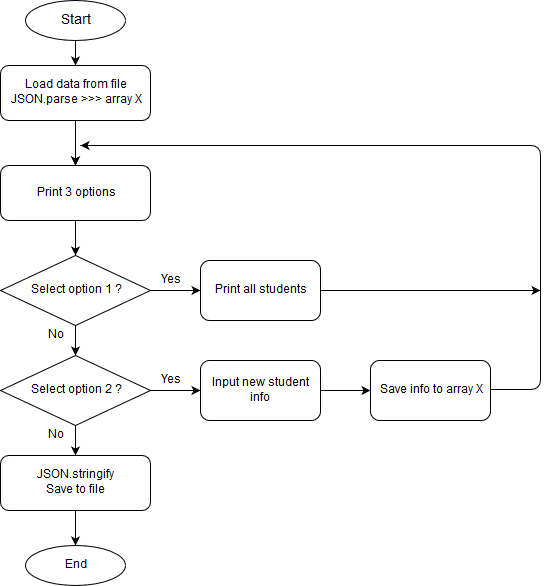 Start
Load data from file
JSON.parse >>> array X
Print 3 options
Select option 1 ?
Yes
Print all students
No
Select option 2 ?
Yes
Input new student
info
Save info to array X
No
JSON.stringify
Save to file
End